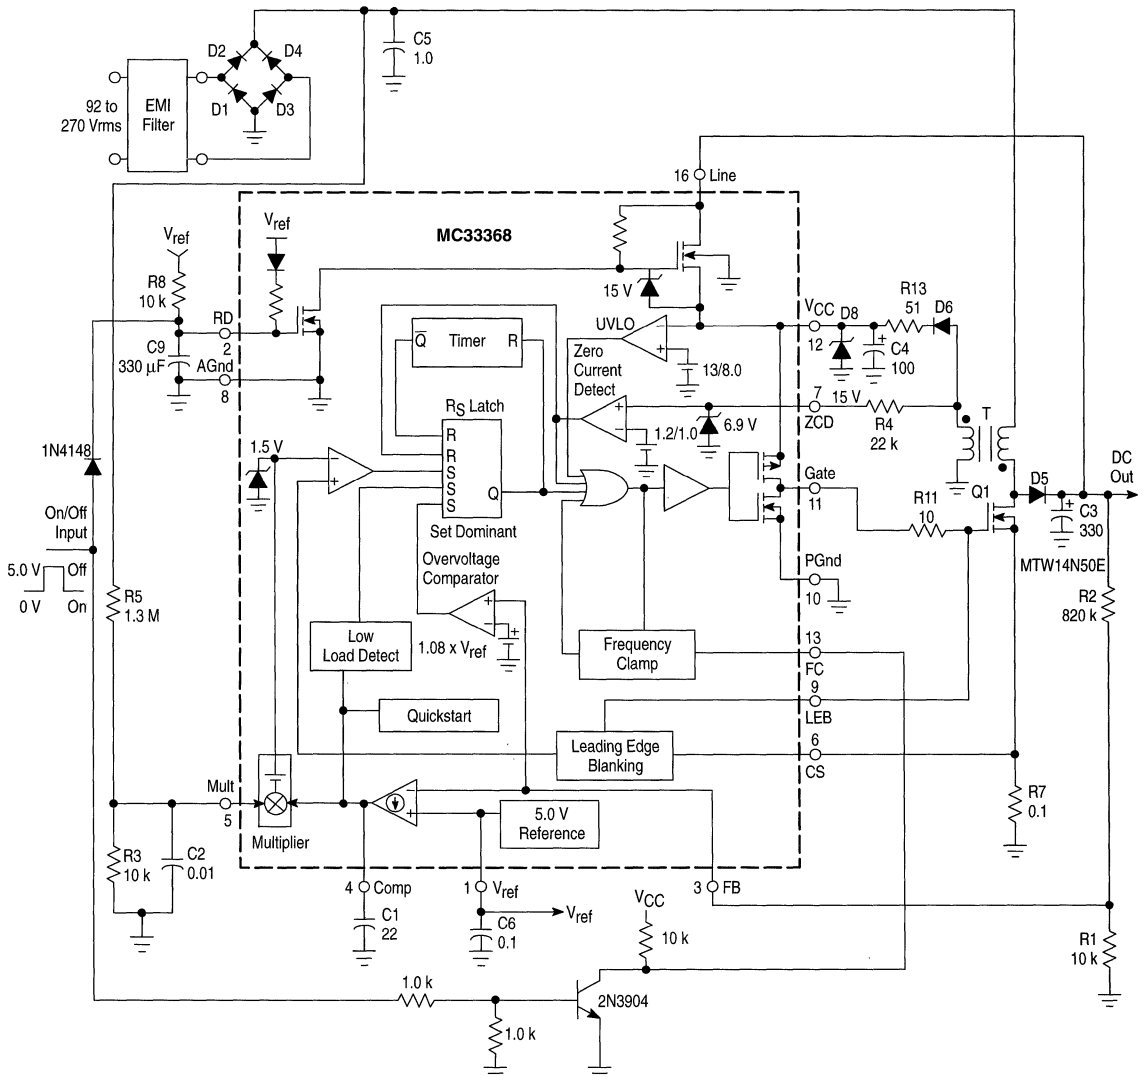 C5
1.0
D2
D4
D1
D3
92 to
270 Vrms
EMI
Filter
16
Line
MC33368
Vref
Vref
R8
10 k
RD
2
C9
330 μF
AGnd
8
15 V
UVLO
VCC
12
D8
R13
51
D6
C4
100
+
13/8.0
Q
Timer
R
Zero
Current
Detect
7
ZCD
15 V
R4
22 k
T
6.9 V
1.2/1.0
RS Latch
R
R
S
S
S
Q
Set Dominant
1N4148
1.5 V
Gate
11
R11
10
Q1
D5
DC
Out
C3
330
+
MTW14N50E
On/Off
Input
5.0 V
Off
0 V
On
R5
1.3 M
Overvoltage
Comparator
1.08 x Vref
PGnd
10
R2
820 k
Low
Load Detect
Frequency
Clamp
13
FC
9
LEB
Quickstart
Leading Edge
Blanking
6
CS
R7
0.1
Mult
5
Multiplier
5.0 V
Reference
R3
10 k
C2
0.01
4
Comp
1
Vref
3
FB
C1
22
C6
0.1
Vref
VCC
10 k
R1
10 k
1.0 k
1.0 k
2N3904